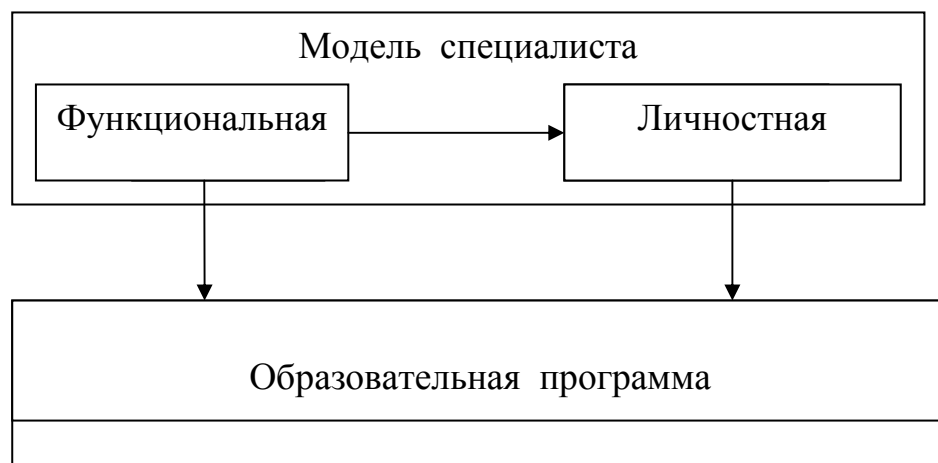 Модель специалиста
Функциональная
Личностная
Образовательная программа